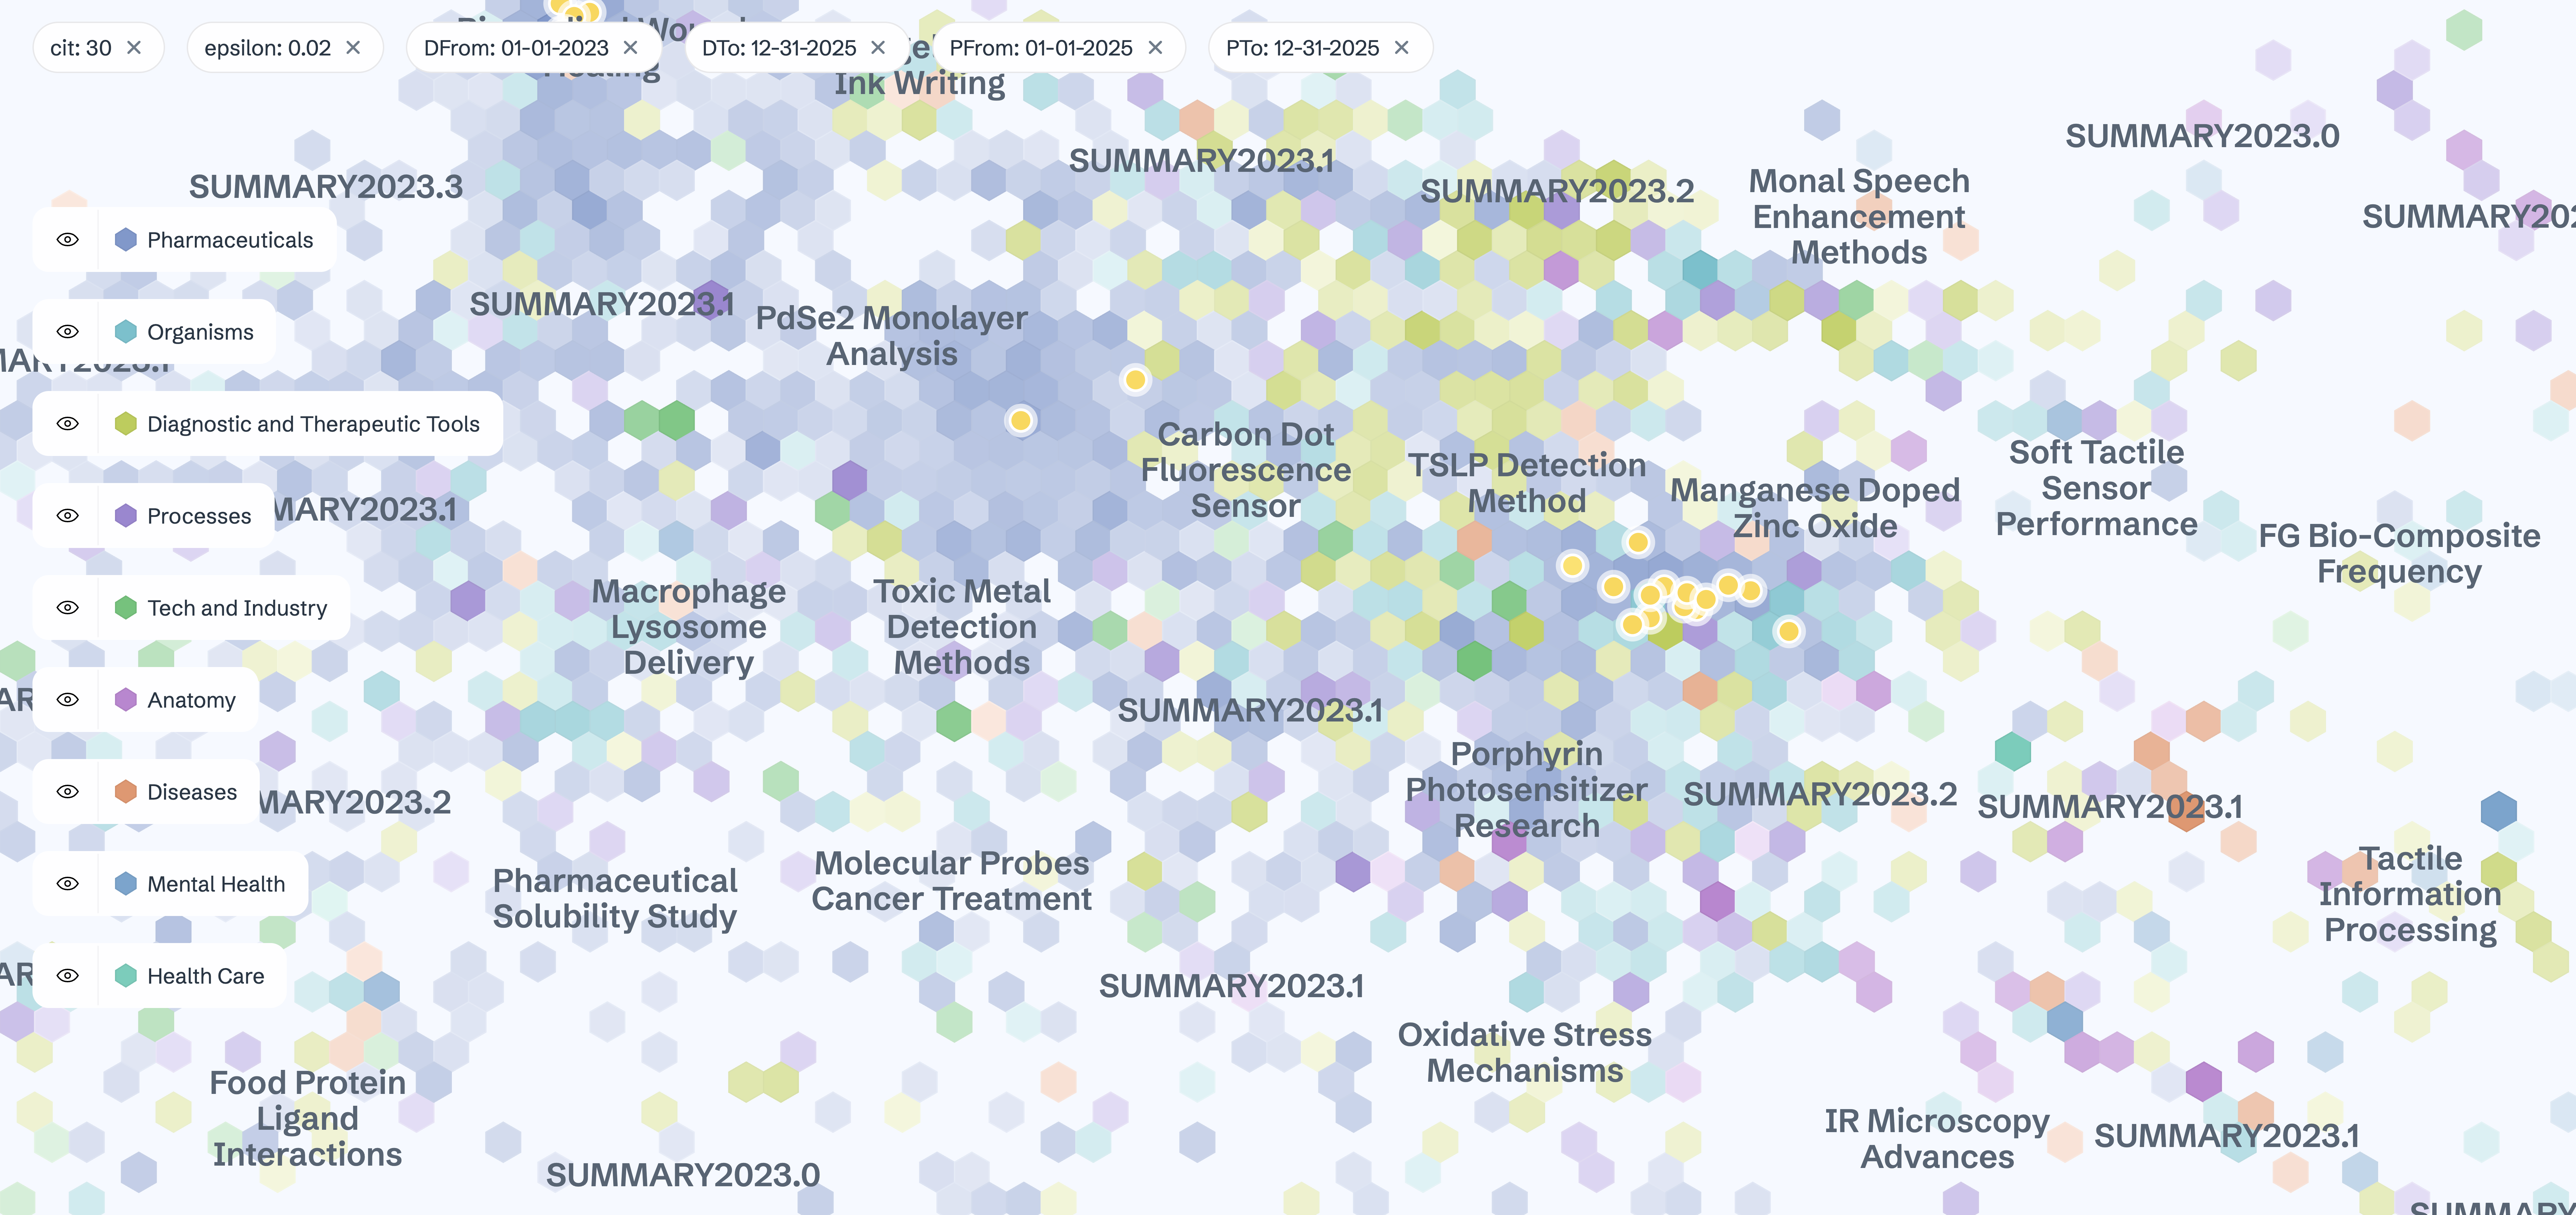 cit: 30
epsilon: 0.02
DFrom: 01-01-2023
DTo: 12-31-2025
PFrom: 01-01-2025
PTo: 12-31-2025
Healing
Ink Writing
SUMMARY2023.0
SUMMARY2023.1
SUMMARY2023.3
SUMMARY2023.2
Monal Speech
Enhancement
Methods
Pharmaceuticals
Organisms
Diagnostic and Therapeutic Tools
Processes
Tech and Industry
Anatomy
Diseases
Mental Health
Health Care
SUMMARY2023.1
PdSe2 Monolayer
Analysis
Carbon Dot
Fluorescence
Sensor
TSLP Detection
Method
Manganese Doped
Zinc Oxide
Soft Tactile
Sensor
Performance
MARY2023.1
FG Bio-Composite
Frequency
Macrophage
Lysosome
Delivery
Toxic Metal
Detection
Methods
SUMMARY2023.1
Porphyrin
Photosensitizer
Research
SUMMARY2023.2
SUMMARY2023.1
MARY2023.2
Pharmaceutical
Solubility Study
Molecular Probes
Cancer Treatment
Tactile
Information
Processing
SUMMARY2023.1
Oxidative Stress
Mechanisms
Food Protein
Ligand
Interactions
IR Microscopy
Advances
SUMMARY2023.1
SUMMARY2023.0